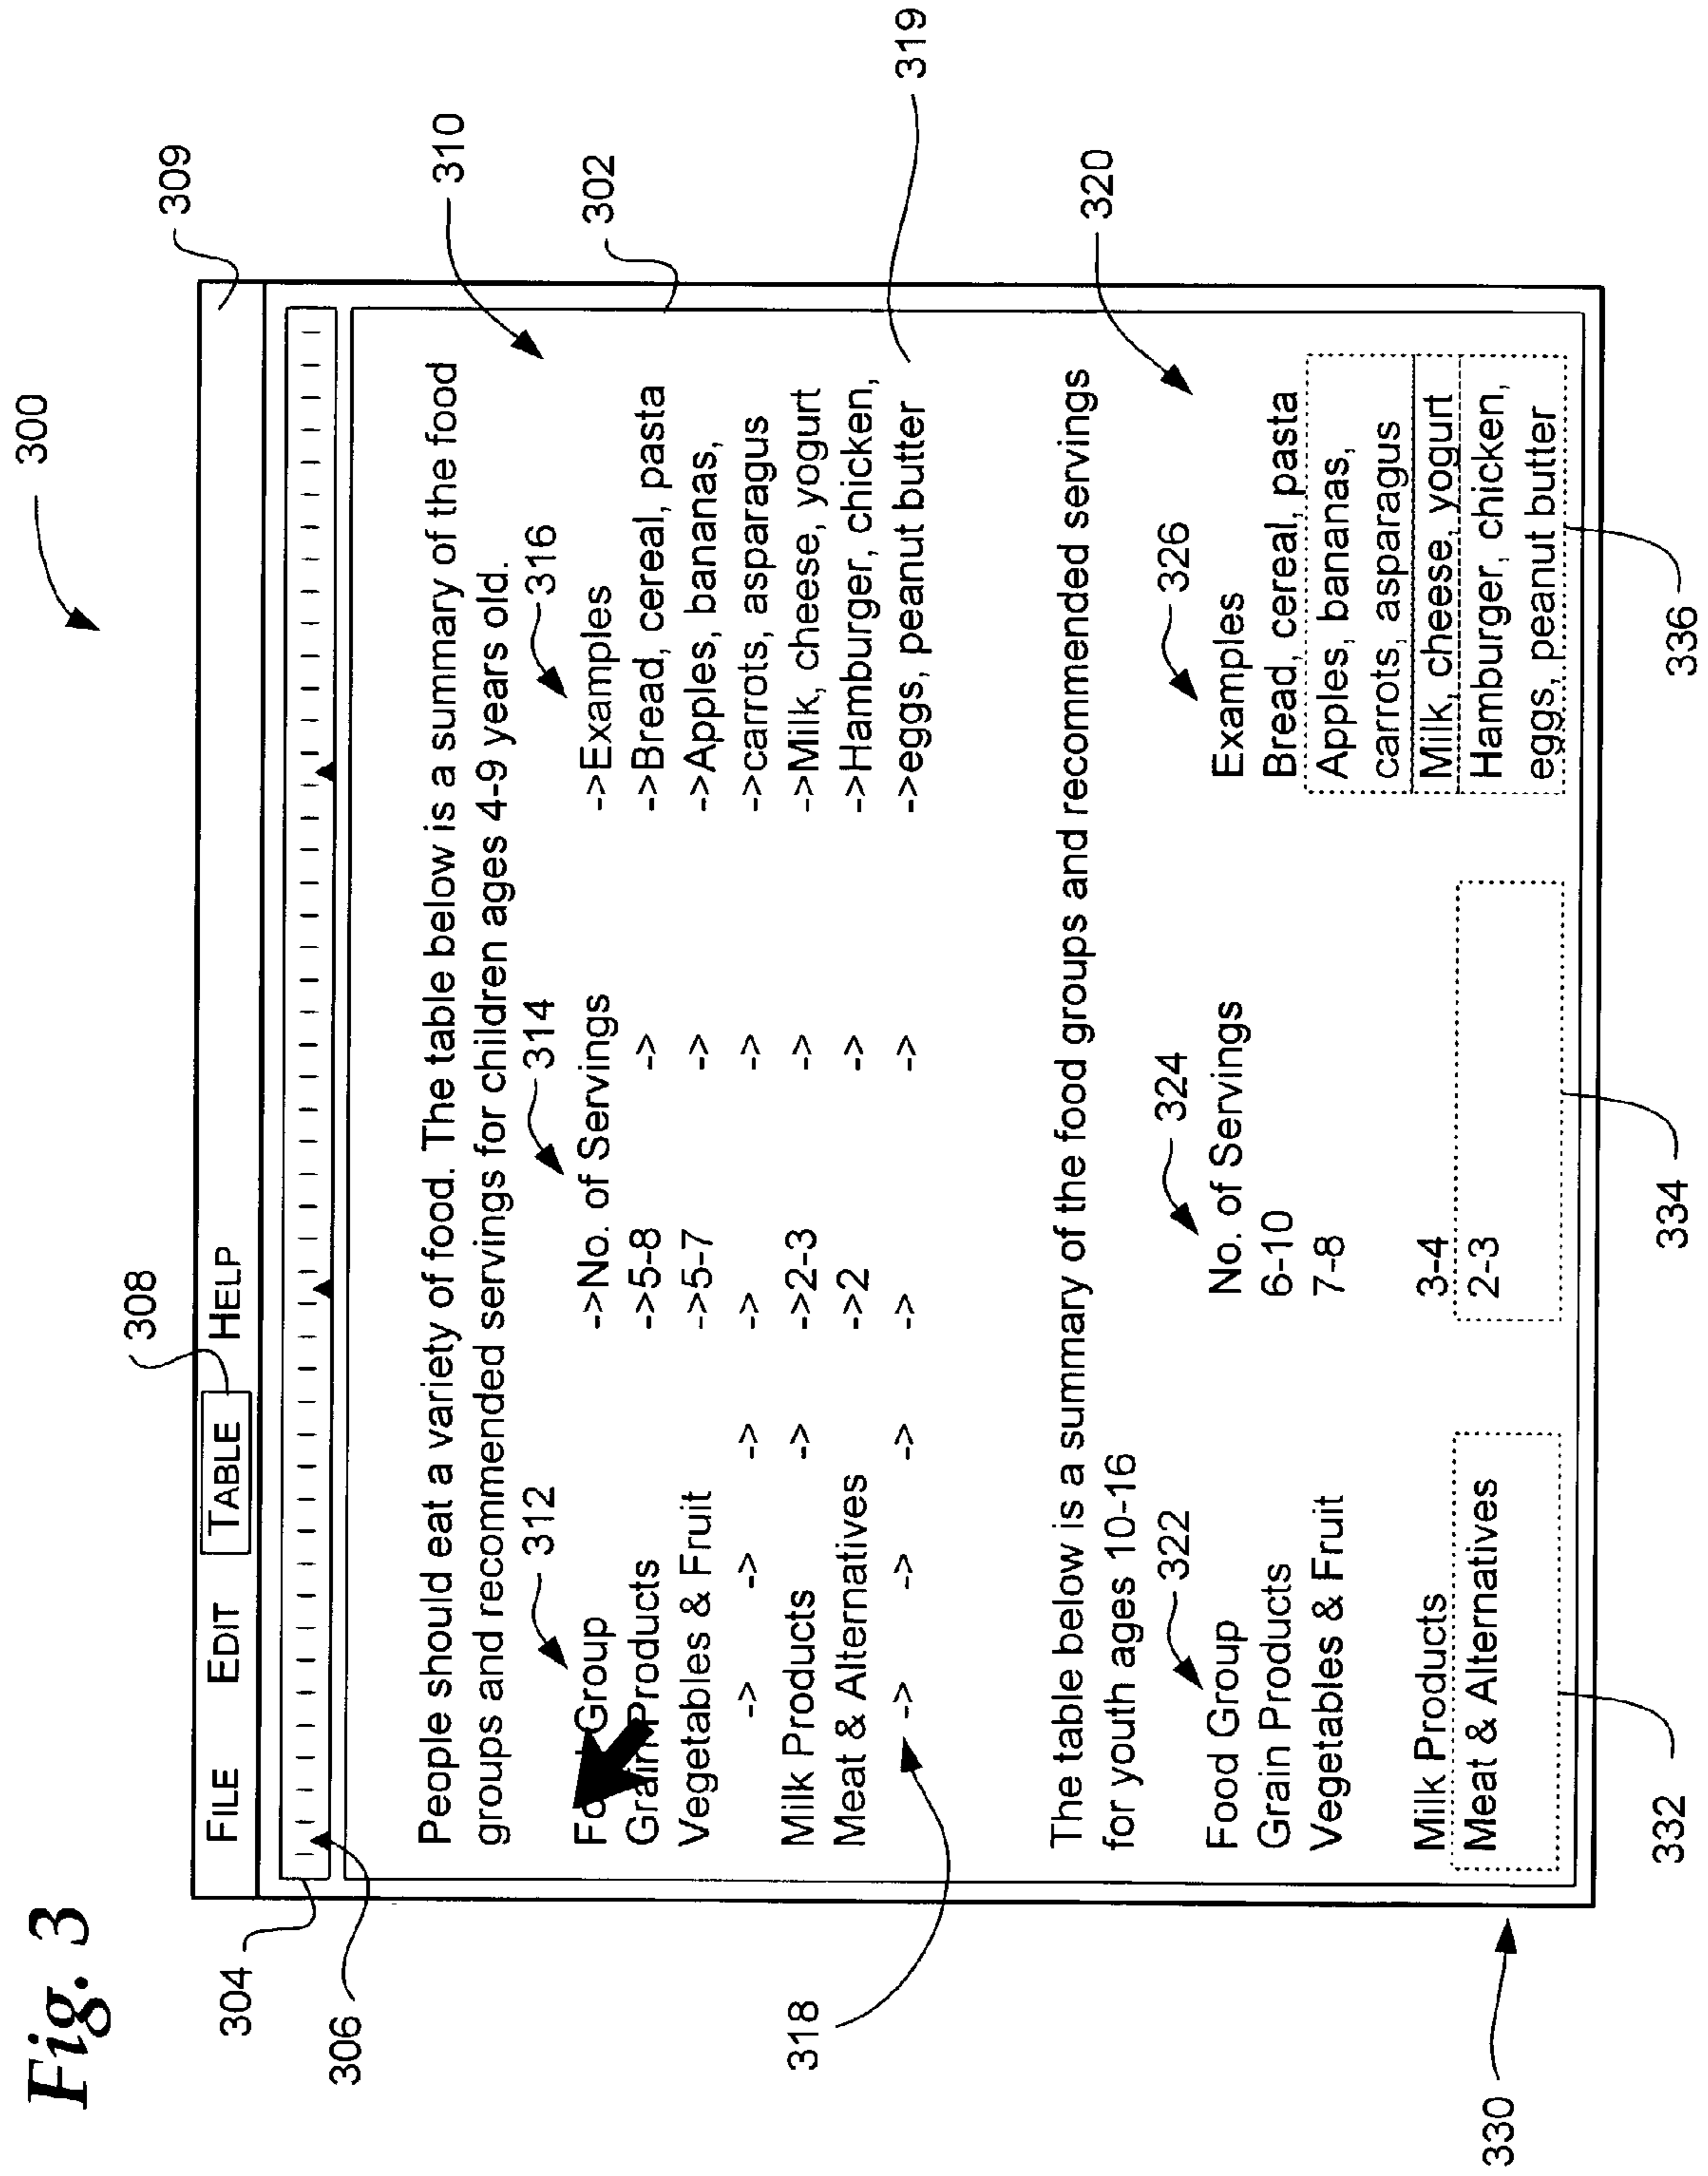 Fig. 3
300
308
309
FILE EDIT TABLE HELP
304
306
310
People should eat a variety of food. The table below is a summary of the food
groups and recommended servings for children ages 4-9 years old.
302
312 314 316
Food Group ->No. of Servings ->Examples
Grain Products ->5-8 -> ->Bread, cereal, pasta
Vegetables & Fruit ->5-7 -> ->Apples, bananas,
-> -> -> -> -> ->carrots, asparagus
Milk Products -> ->2-3 -> ->Milk, cheese, yogurt
Meat & Alternatives ->2 -> ->Hamburger, chicken,
-> -> -> -> -> ->eggs, peanut butter
318
319
The table below is a summary of the food groups and recommended servings
for youth ages 10-16
320
322 324 326
Food Group No. of Servings Examples
Grain Products 6-10 Bread, cereal, pasta
Vegetables & Fruit 7-8 Apples, bananas,
carrots, asparagus
Milk Products 3-4 Milk, cheese, yogurt
Meat & Alternatives 2-3 Hamburger, chicken,
eggs, peanut butter
330
332 334 336